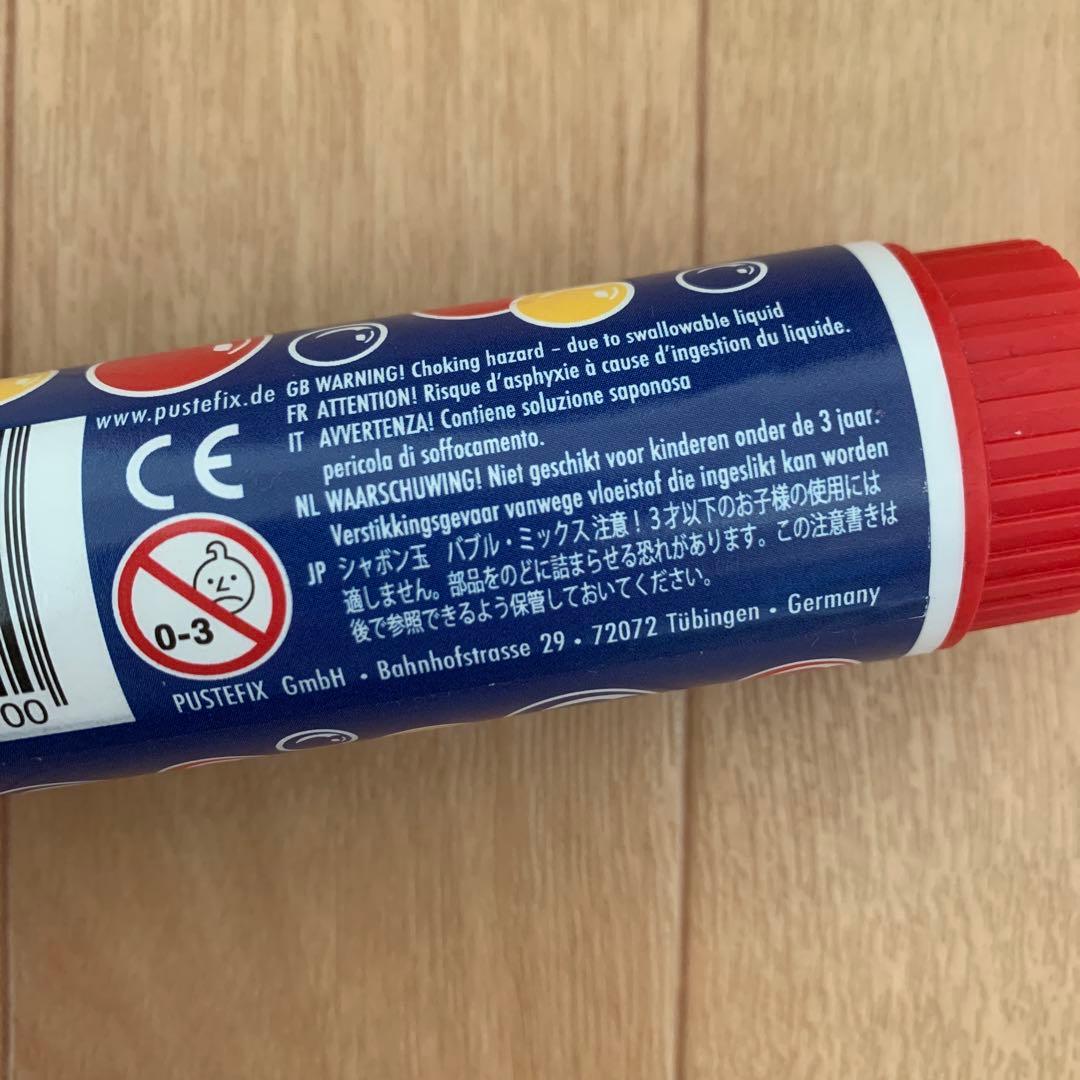 www.pustefix.de
GB WARNING! Choking hazard – due to swallowable liquid
FR ATTENTION! Risque d'asphyxie à cause d'ingestion du liquide.
IT AVVERTENZA! Contiene soluzione saponosa
pericola di soffocamento.
NL WAARSCHUWING! Niet geschikt voor kinderen onder de 3 jaar.
Verstikkingsgevaar vanwege vloeistof die ingeslikt kan worden
JP シャボン玉 バブル・ミックス注意！3才以下のお子様の使用には
適しません。部品をのどに詰まらせる恐れがあります。この注意書きは
後で参照できるよう保管しておいてください。
CE
0-3
PUSTEFIX GmbH • Bahnhofstrasse 29 • 72072 Tübingen • Germany
00